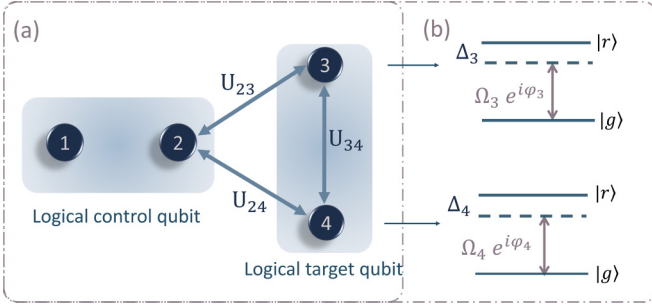 (a)
3
U₂₃
1
2
U₃₄
U₂₄
Logical control qubit
4
Logical target qubit
(b)
Δ₃
|r⟩
Ω₃ e^{iφ₃}
|g⟩
Δ₄
|r⟩
Ω₄ e^{iφ₄}
|g⟩